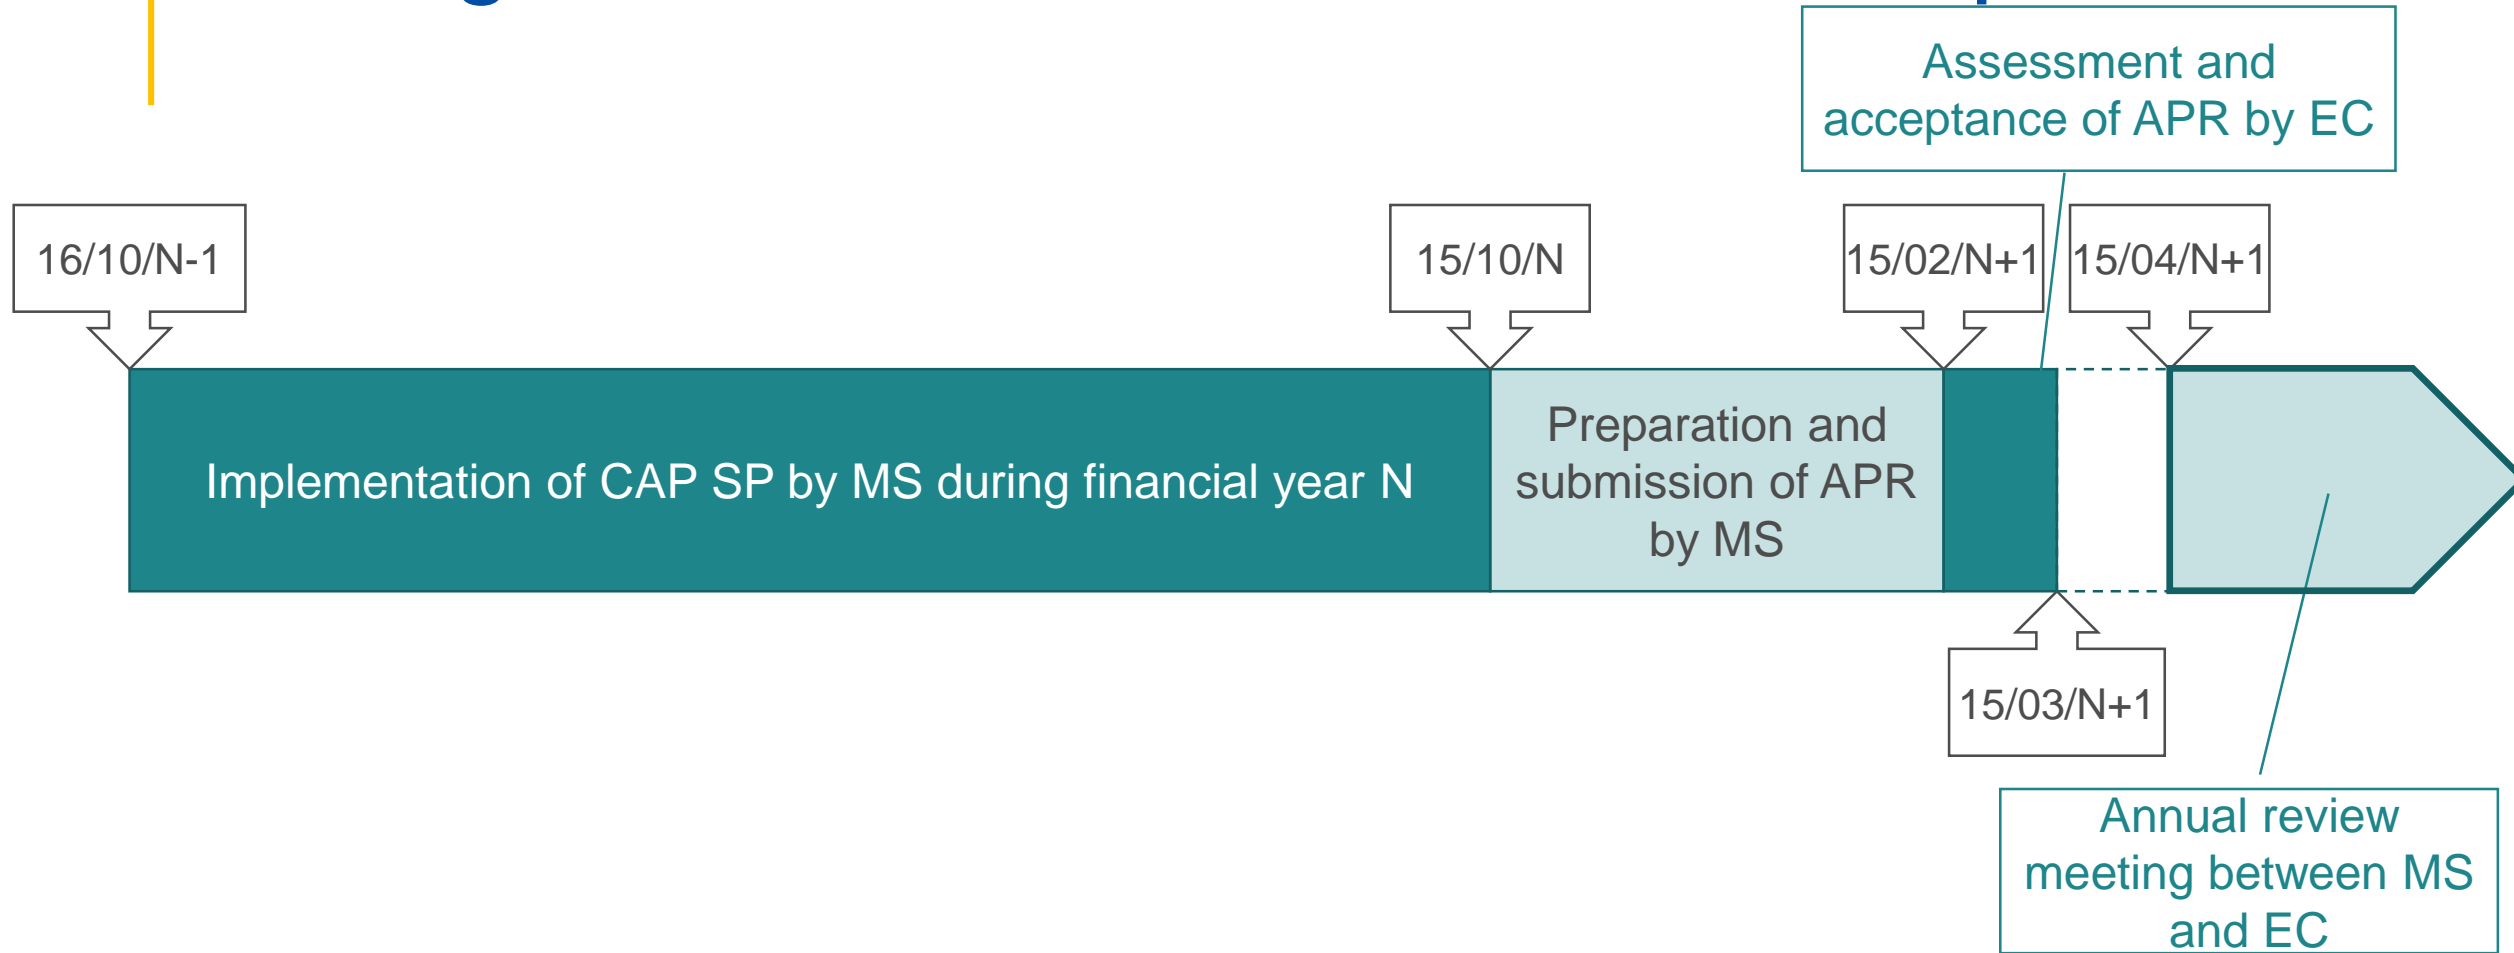 Assessment and
acceptance of APR by EC
16/10/N-1
15/10/N
15/02/N+1
15/04/N+1
Implementation of CAP SP by MS during financial year N
Preparation and
submission of APR
by MS
15/03/N+1
Annual review
meeting between MS
and EC